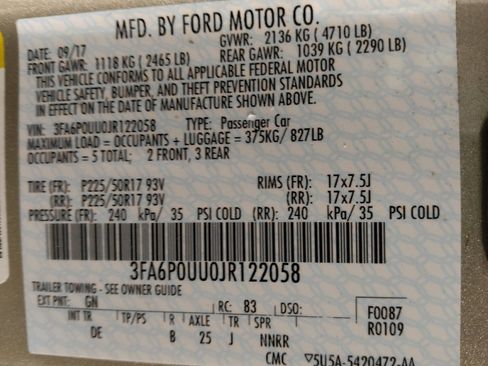 MFD. BY FORD MOTOR CO.
DATE: 09/17 GVWR: 2136 KG ( 4710 LB)
FRONT GAWR: 1118 KG ( 2465 LB) REAR GAWR: 1039 KG ( 2290 LB)
THIS VEHICLE CONFORMS TO ALL APPLICABLE FEDERAL MOTOR
VEHICLE SAFETY, BUMPER, AND THEFT PREVENTION STANDARDS
IN EFFECT ON THE DATE OF MANUFACTURE SHOWN ABOVE.
VIN: 3FA6P0UU0JR122058 TYPE: Passenger Car
MAXIMUM LOAD = OCCUPANTS + LUGGAGE = 375KG/ 827LB
OCCUPANTS = 5 TOTAL; 2 FRONT, 3 REAR
TIRE (FR): P225/50R17 93V RIMS (FR): 17x7.5J
(RR): P225/50R17 93V (RR): 17x7.5J
PRESSURE (FR): 240 kPa/ 35 PSI COLD (RR): 240 kPa/ 35 PSI COLD
3FA6P0UU0JR122058
TRAILER TOWING - SEE OWNER GUIDE
EXT PNT: GN RC: 83 DSO: F0087
R0109
INT TR TP/PS R AXLE TR SPR
DE B 25 J NNRR
CMC ▽5U5A-5420472-AA